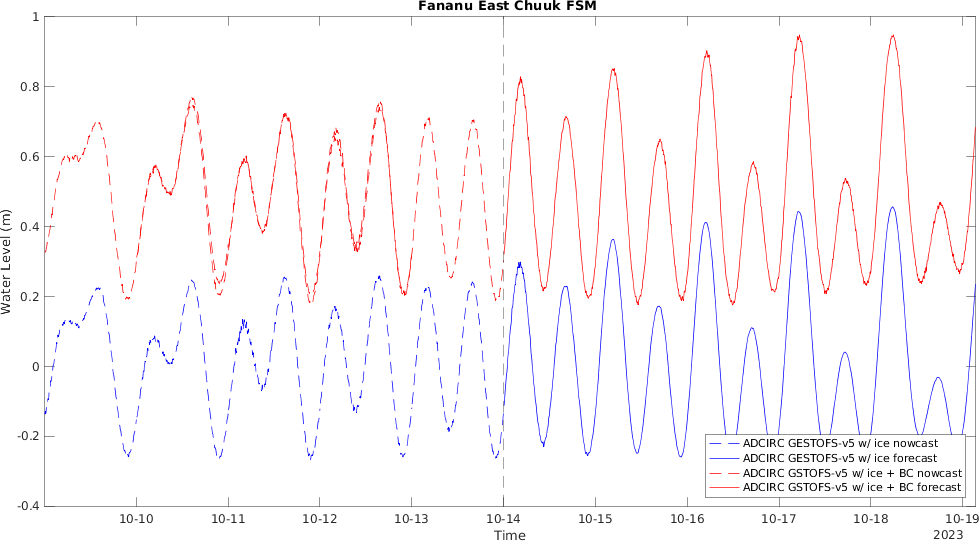 Fananu East Chuuk FSM
1
0.8
0.6
0.4
0.2
0
-0.2
-0.4
Water Level (m)
ADCIRC GESTOFS-v5 w/ ice nowcast
ADCIRC GESTOFS-v5 w/ ice forecast
ADCIRC GSTOFS-v5 w/ ice + BC nowcast
ADCIRC GSTOFS-v5 w/ ice + BC forecast
10-10 10-11 10-12 10-13 10-14 10-15 10-16 10-17 10-18 10-19
Time
2023